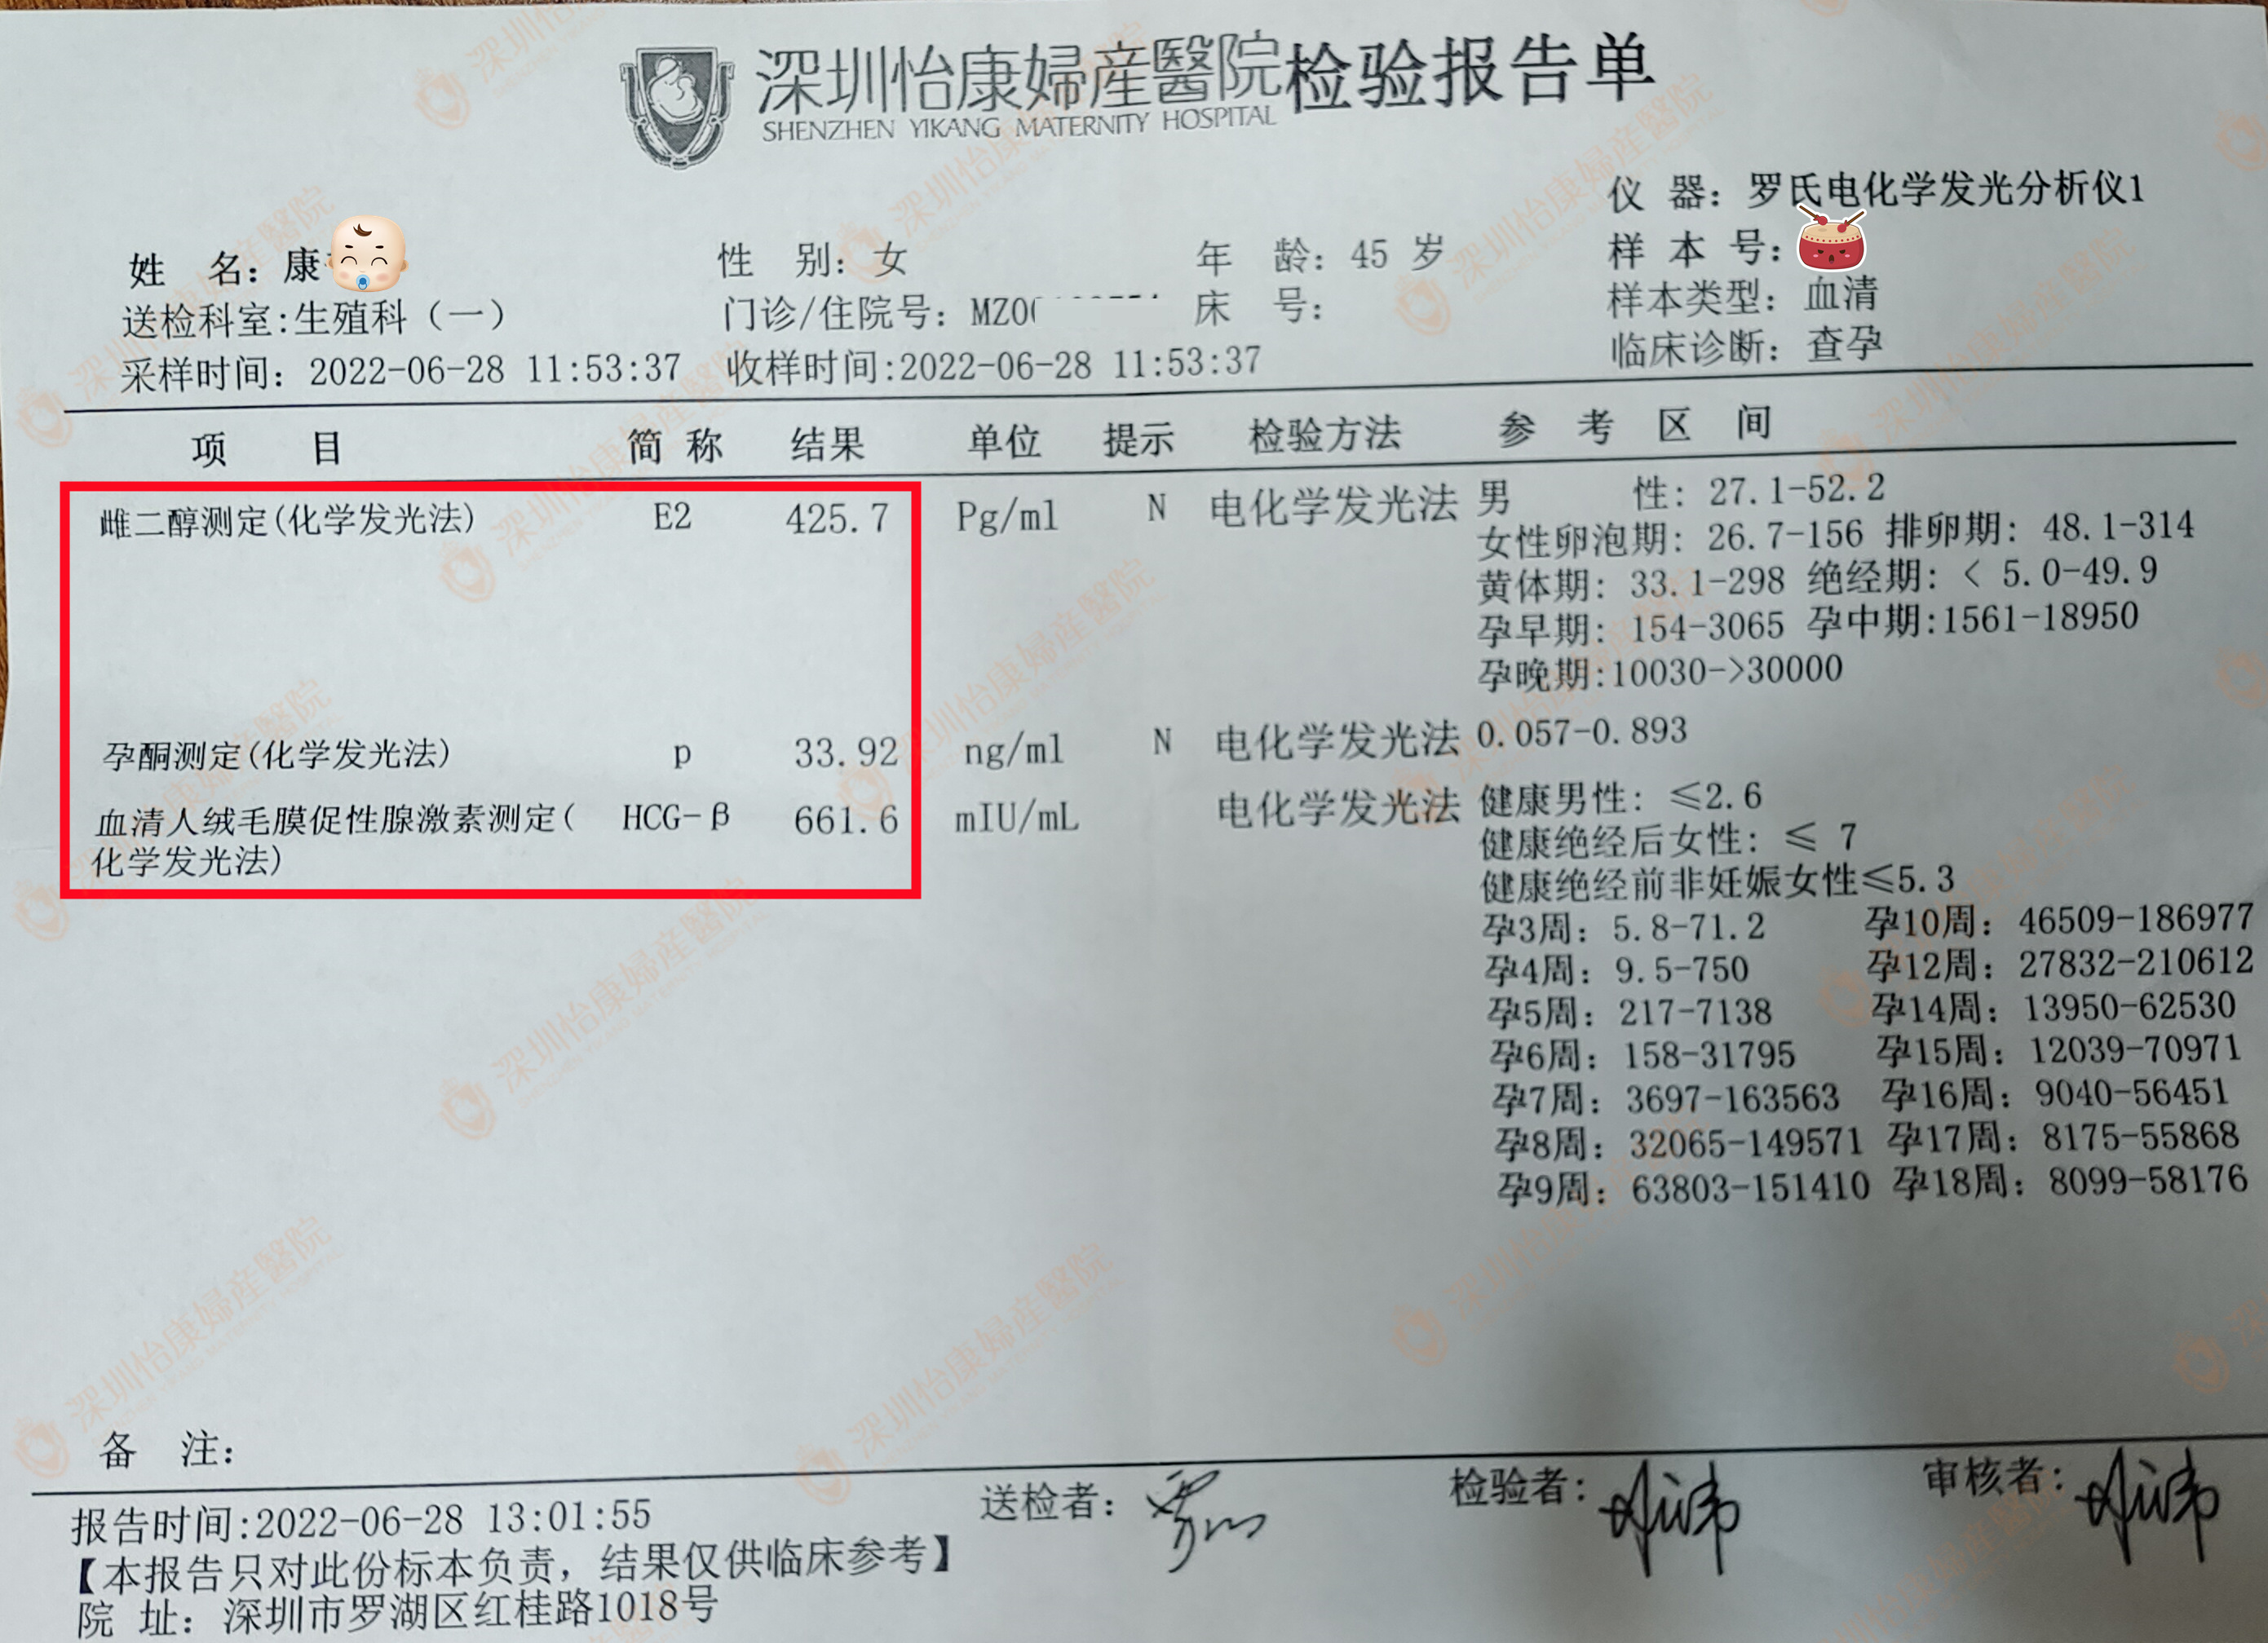 深圳怡康婦産醫院检验报告单
SHENZHEN YIKANG MATERNITY HOSPITAL
仪 器: 罗氏电化学发光分析仪1
姓 名: 康 性 别: 女 年 龄: 45 岁 样 本 号:
送检科室:生殖科 (一) 门诊/住院号: MZ00 床 号: 样本类型: 血清
采样时间: 2022-06-28 11:53:37 收样时间:2022-06-28 11:53:37 临床诊断: 查孕
项 目 简 称 结果 单位 提示 检验方法 参 考 区 间
雌二醇测定(化学发光法) E2 425.7 Pg/ml N 电化学发光法 男 性: 27.1-52.2
女性卵泡期: 26.7-156 排卵期: 48.1-314
黄体期: 33.1-298 绝经期: < 5.0-49.9
孕早期: 154-3065 孕中期:1561-18950
孕晚期:10030->30000
孕酮测定(化学发光法) p 33.92 ng/ml N 电化学发光法 0.057-0.893
血清人绒毛膜促性腺激素测定( HCG-β 661.6 mIU/mL 电化学发光法 健康男性: ≤2.6
化学发光法)
健康绝经后女性: ≤ 7
健康绝经前非妊娠女性≤5.3
孕3周: 5.8-71.2 孕10周: 46509-186977
孕4周: 9.5-750 孕12周: 27832-210612
孕5周: 217-7138 孕14周: 13950-62530
孕6周: 158-31795 孕15周: 12039-70971
孕7周: 3697-163563 孕16周: 9040-56451
孕8周: 32065-149571 孕17周: 8175-55868
孕9周: 63803-151410 孕18周: 8099-58176
备 注:
报告时间:2022-06-28 13:01:55 送检者: 检验者: 审核者:
【本报告只对此份标本负责, 结果仅供临床参考】
院 址: 深圳市罗湖区红桂路1018号